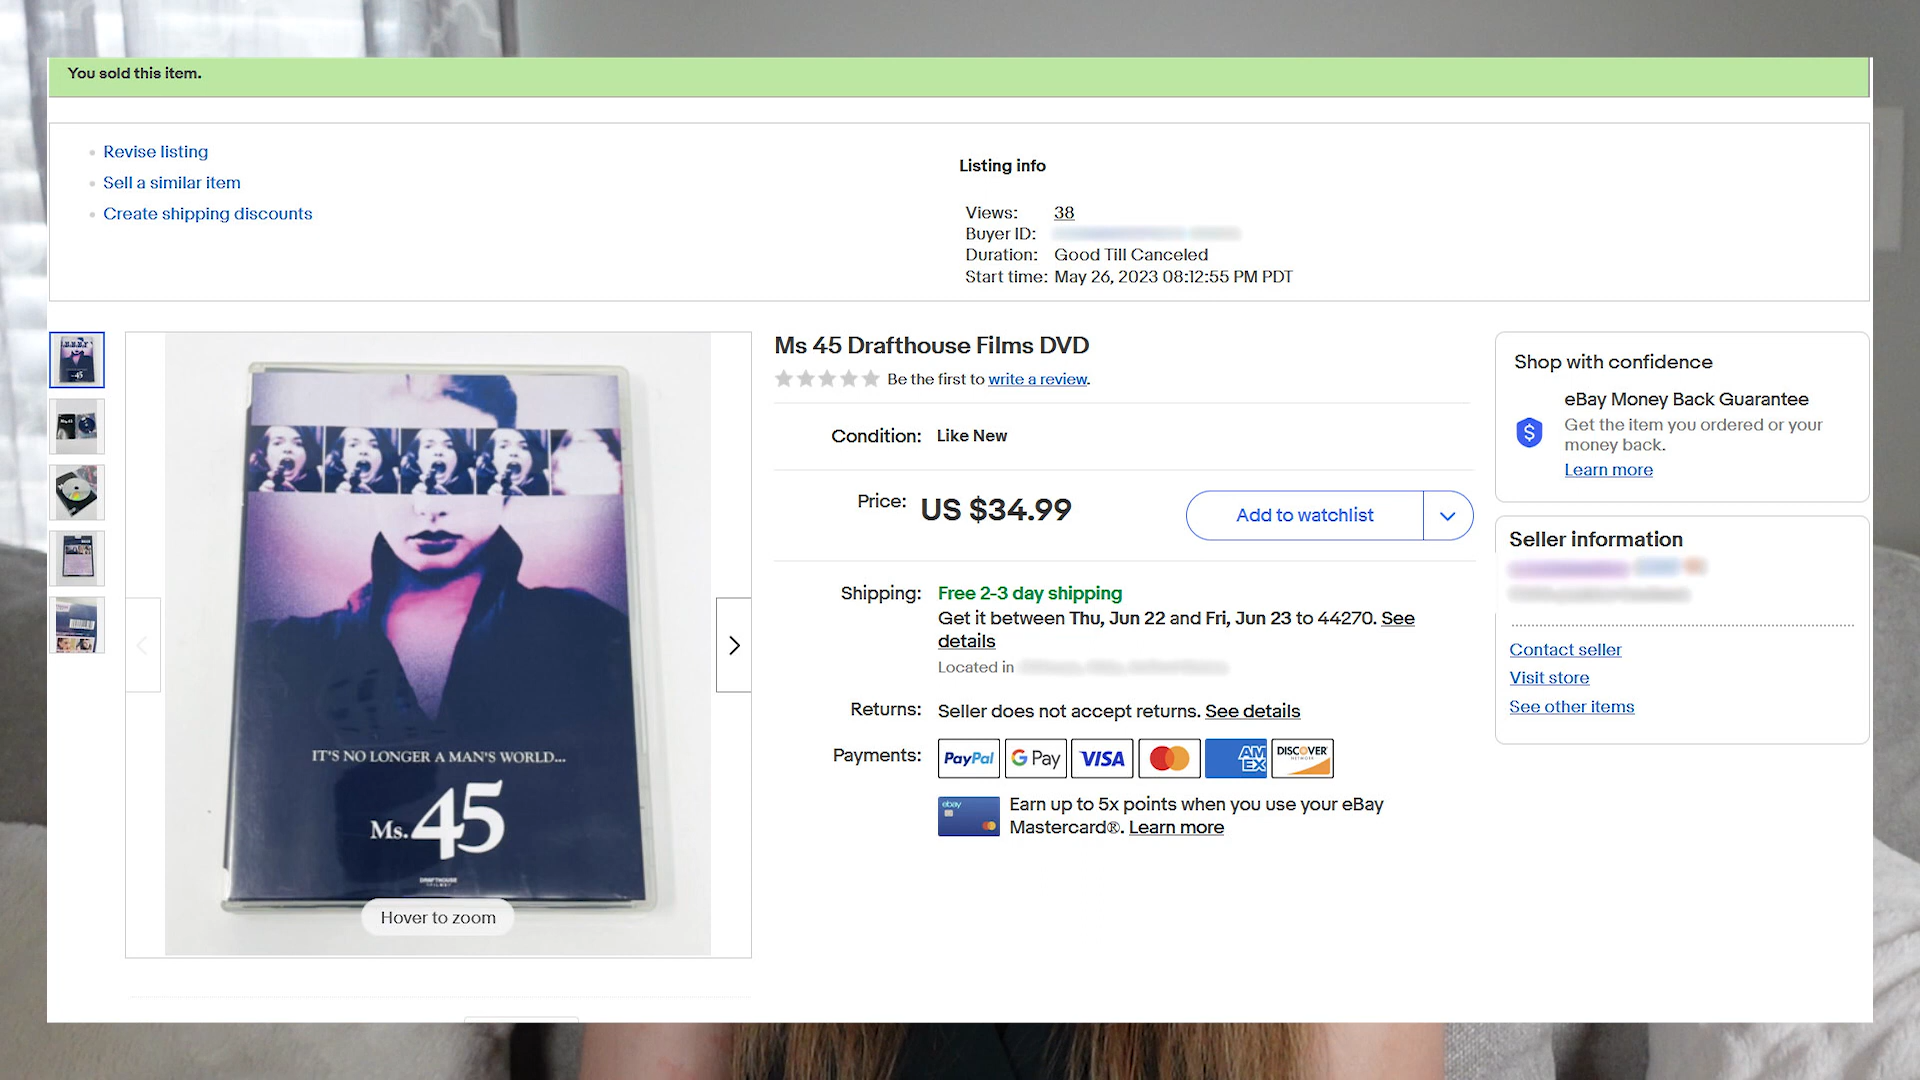 You sold this item.
Revise listing
Sell a similar item
Create shipping discounts
Listing info
Views: 38
Buyer ID:
Duration: Good Till Canceled
Start time: May 26, 2023 08:12:55 PM PDT
IT'S NO LONGER A MAN'S WORLD...
Ms. 45
DRAFTHOUSE
FILMS
Hover to zoom
Ms 45 Drafthouse Films DVD
Be the first to write a review.
Condition: Like New
Price: US $34.99
Add to watchlist
Shipping: Free 2-3 day shipping
Get it between Thu, Jun 22 and Fri, Jun 23 to 44270. See
details
Located in
Returns: Seller does not accept returns. See details
Payments: PayPal G Pay VISA AM EX DISCOVER NETWORK
ebay
Earn up to 5x points when you use your eBay
Mastercard®. Learn more
Shop with confidence
eBay Money Back Guarantee
Get the item you ordered or your
money back.
Learn more
Seller information
Contact seller
Visit store
See other items